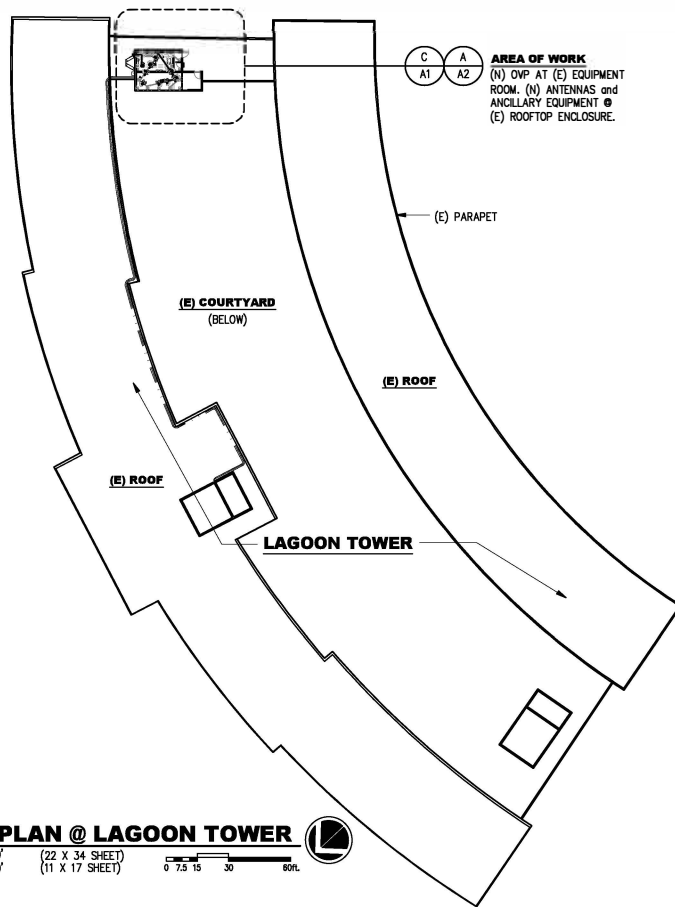 C
A1
A
A2
AREA OF WORK
(N) OVP AT (E) EQUIPMENT
ROOM. (N) ANTENNAS and
ANCILLARY EQUIPMENT @
(E) ROOFTOP ENCLOSURE.
(E) PARAPET
(E) COURTYARD
(BELOW)
(E) ROOF
(E) ROOF
LAGOON TOWER
PLAN @ LAGOON TOWER
(22 X 34 SHEET)
(11 X 17 SHEET)
0 7.5 15 30 60ft.